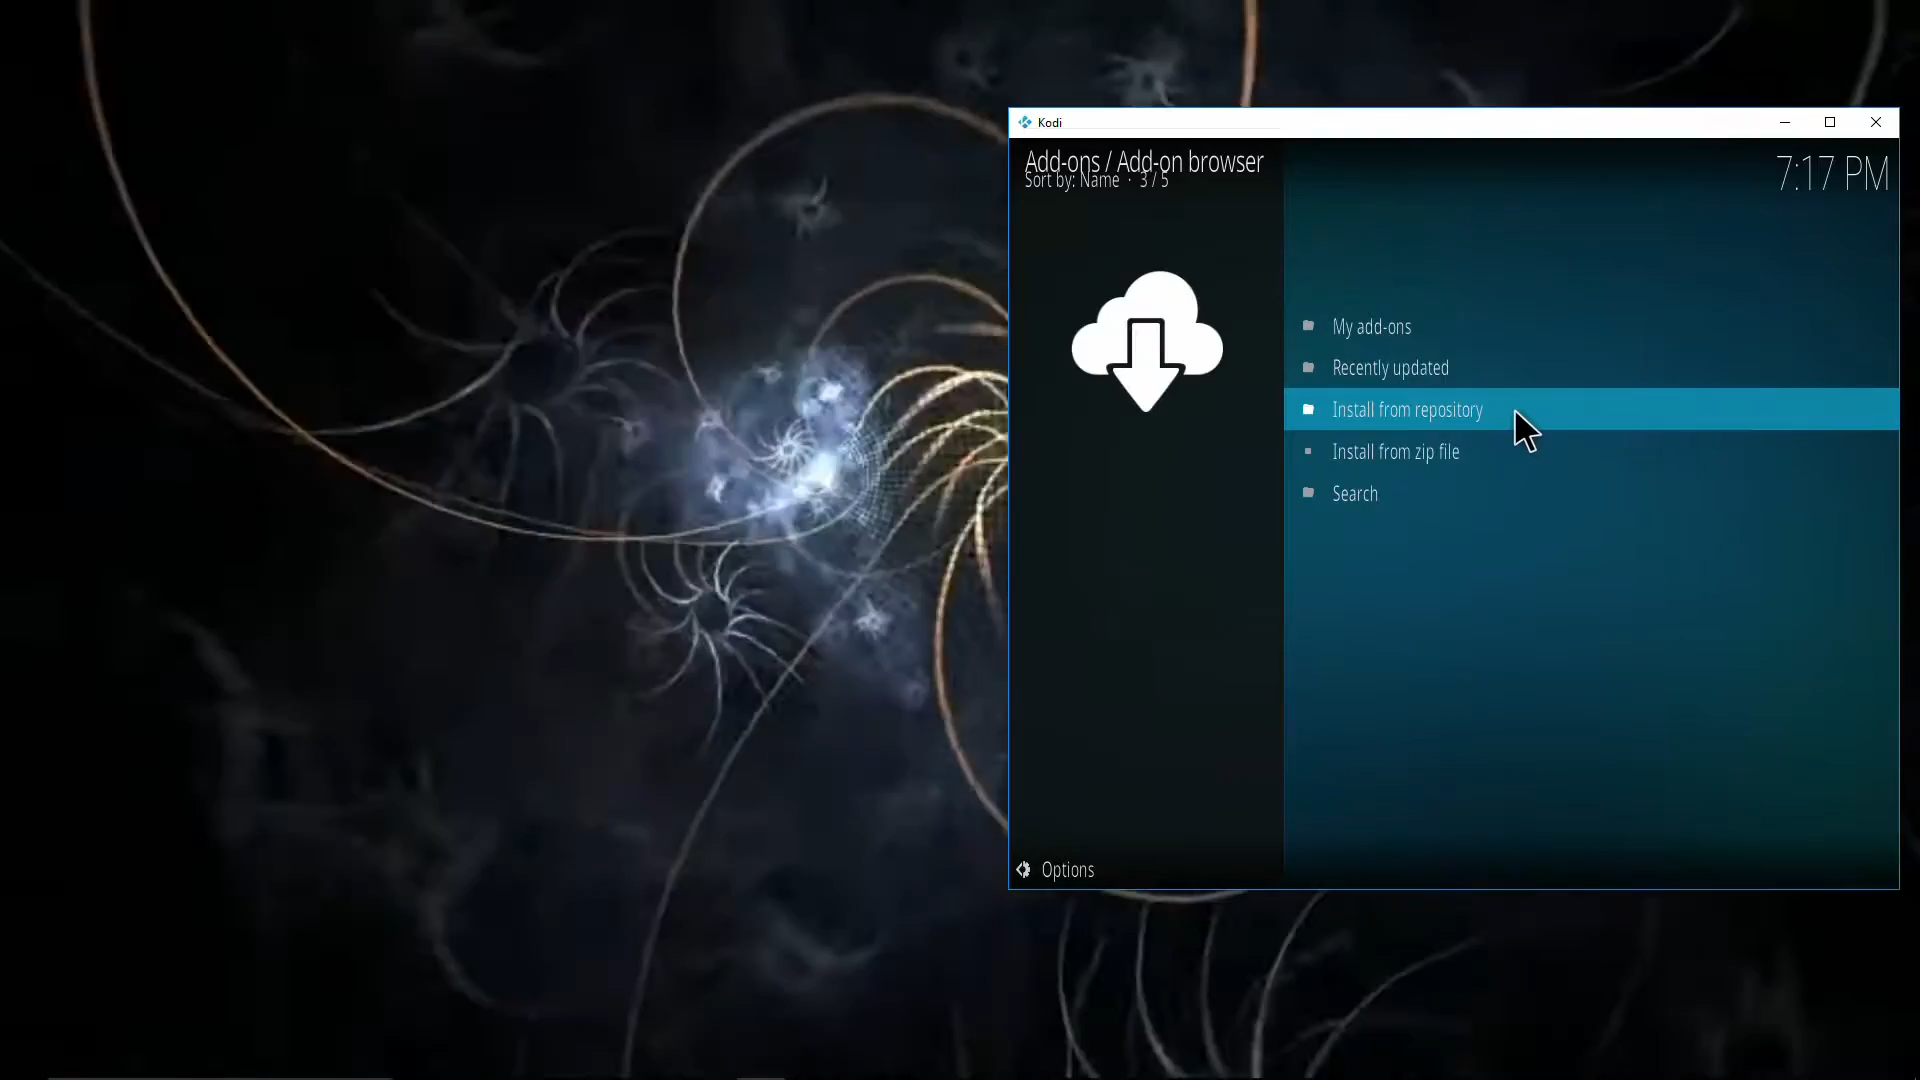 Kodi
Add-ons / Add-on browser
Sort by: Name · 3 / 5
7:17 PM
My add-ons
Recently updated
Install from repository
Install from zip file
Search
Options